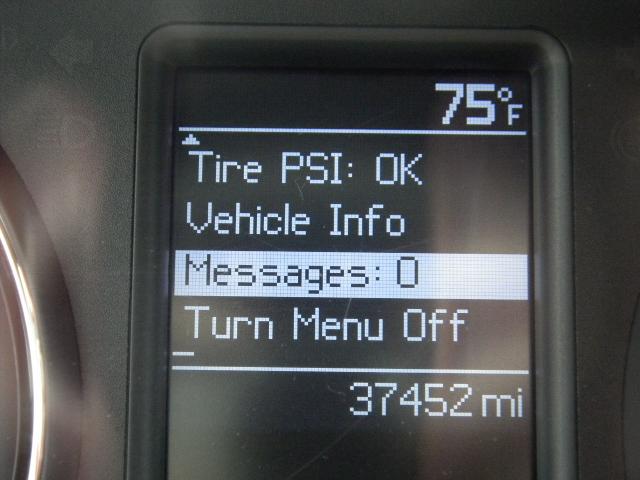 75°F
Tire PSI: OK
Vehicle Info
Messages: 0
Turn Menu Off
37452 mi